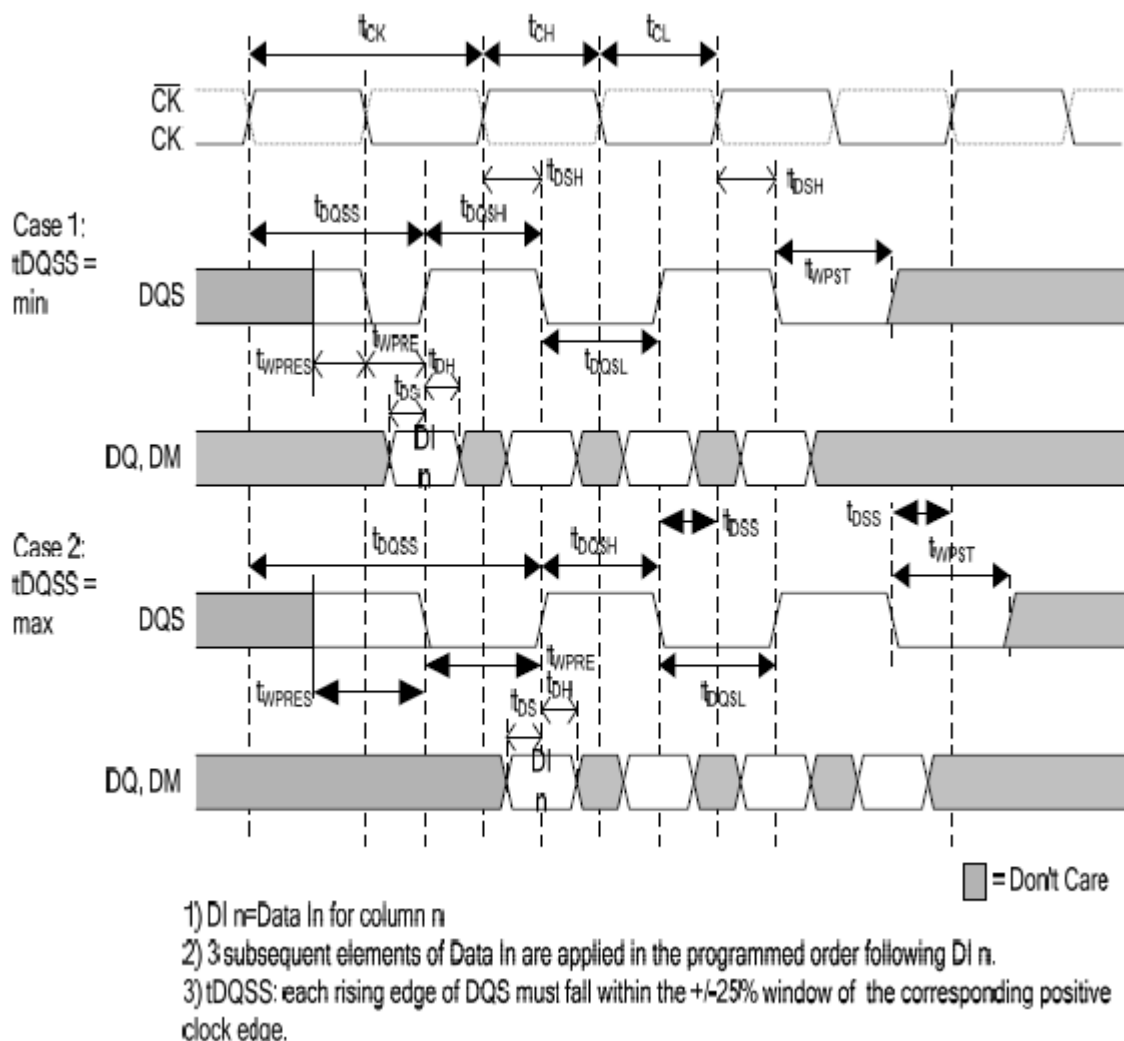 tCK tCH tCL
CK
CK
tDSH tDSH
Case 1:
tDQSS =
min
tDQSS tDQSH
DQS
tWPST
tWPRES tWPRE tDH tDQSL
tDS
DQ, DM
DI
n
tDSS tDSS
Case 2:
tDQSS =
max
tDQSS tDQSH tWPST
DQS
tWPRES tWPRE tDQSL
tDS tDH
DQ, DM
DI
n
= Don't Care
1) DI n=Data In for column n
2) 3 subsequent elements of Data In are applied in the programmed order following DI n.
3) tDQSS: each rising edge of DQS must fall within the +/-25% window of the corresponding positive
clock edge.